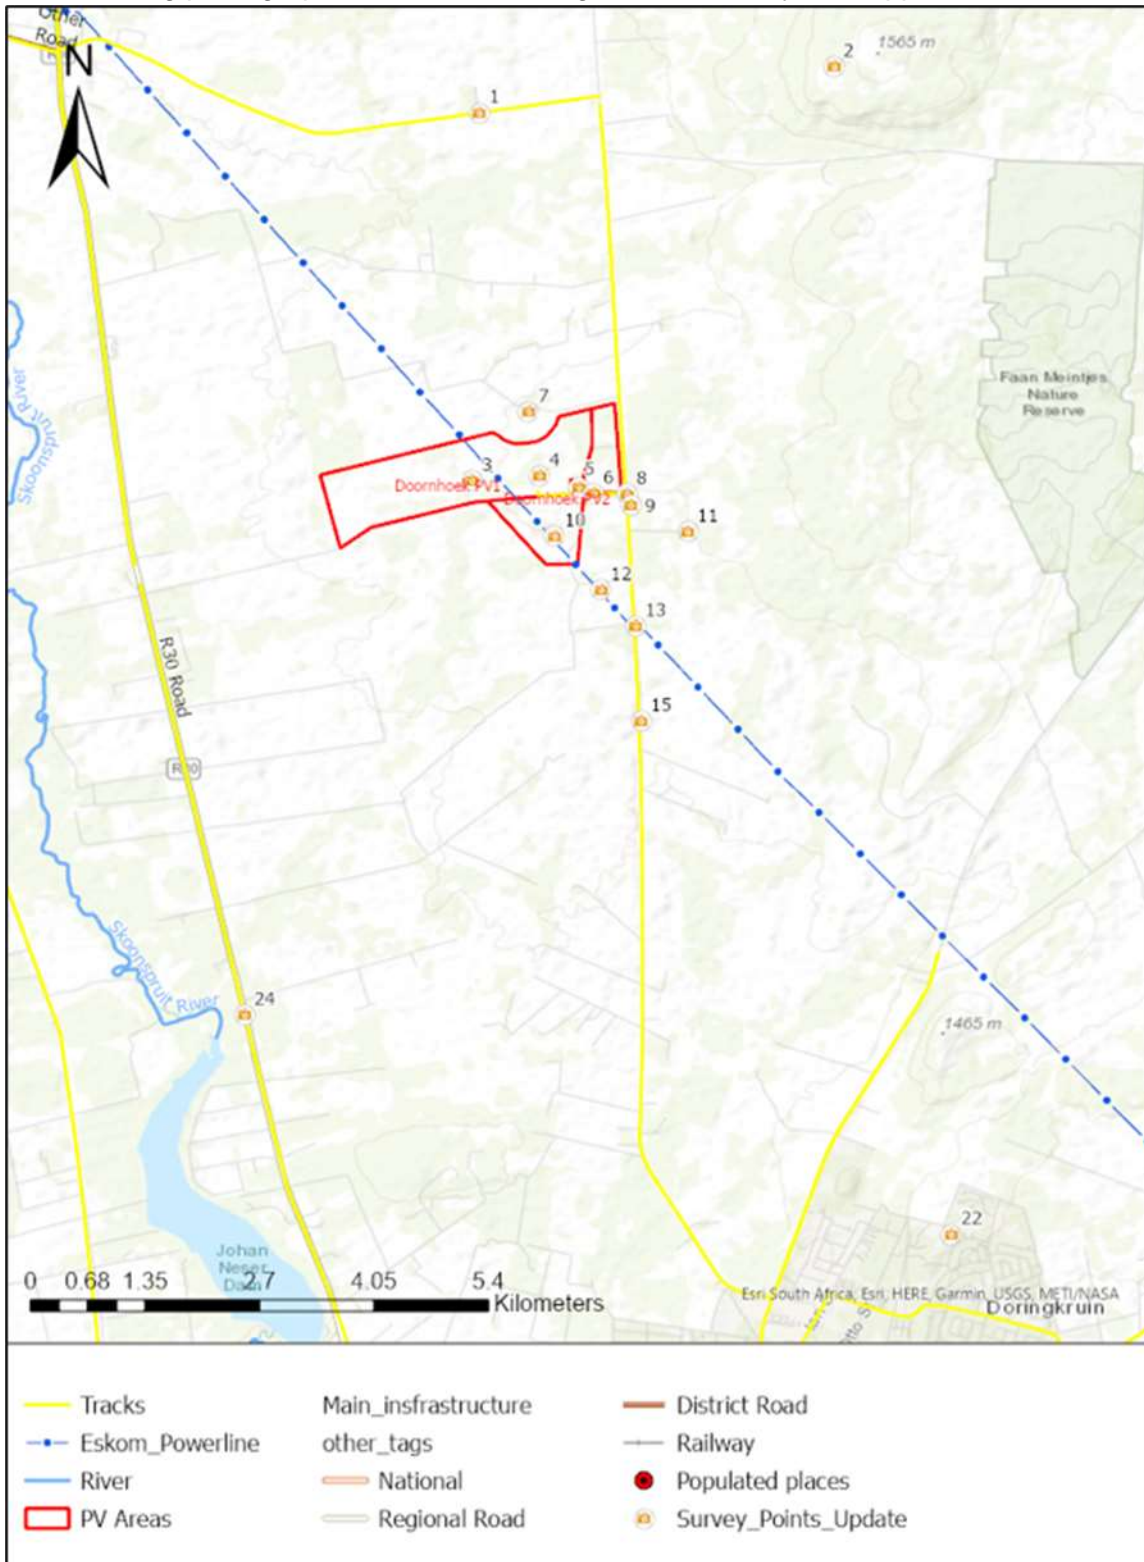 Other
Road
N
2
1565 m
1
Skoonspruit River
Faan Meintjes
Nature
Reserve
7
3
4
5
6
8
Doornhoek PV1
Doornhoek PV2
9
10
11
12
13
R30 Road
15
R30
Skoonspruit River
24
1465 m
22
Johan
Neser
Dam
0 0.68 1.35 2.7 4.05 5.4
Kilometers
Esri South Africa, Esri, HERE, Garmin, USGS, METI/NASA
Doringkruin
Tracks
Main_insfrastructure
District Road
Eskom_Powerline
other_tags
Railway
River
National
Populated places
PV Areas
Regional Road
Survey_Points_Update